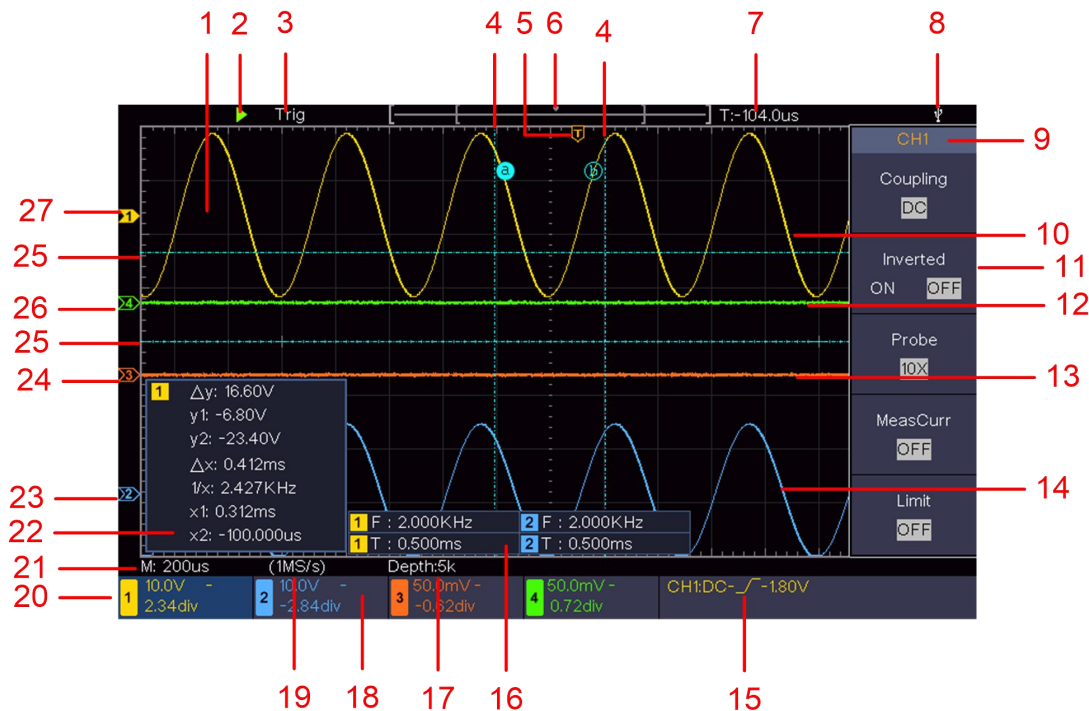 1 2 3 4 5 6 4 7 8
Trig T T:-104.0us
CH1 9
a b
Coupling
DC
27 1
10
25
Inverted 11
ON OFF
26 4 12
25
Probe
10X
24 3 13
1 Δy: 16.60V
y1: -6.80V
y2: -23.40V
Δx: 0.412ms
1/x: 2.427KHz
x1: 0.312ms
x2: -100.000us
MeasCurr
OFF
23 2 14
Limit
OFF
22
1 F : 2.000KHz 2 F : 2.000KHz
1 T : 0.500ms 2 T : 0.500ms
21 M: 200us (1MS/s) Depth:5k
20 1 10.0V - 2 10.0V - 3 50.0mV - 4 50.0mV - CH1:DC- -1.80V
2.34div -2.84div -0.62div 0.72div
19 18 17 16 15